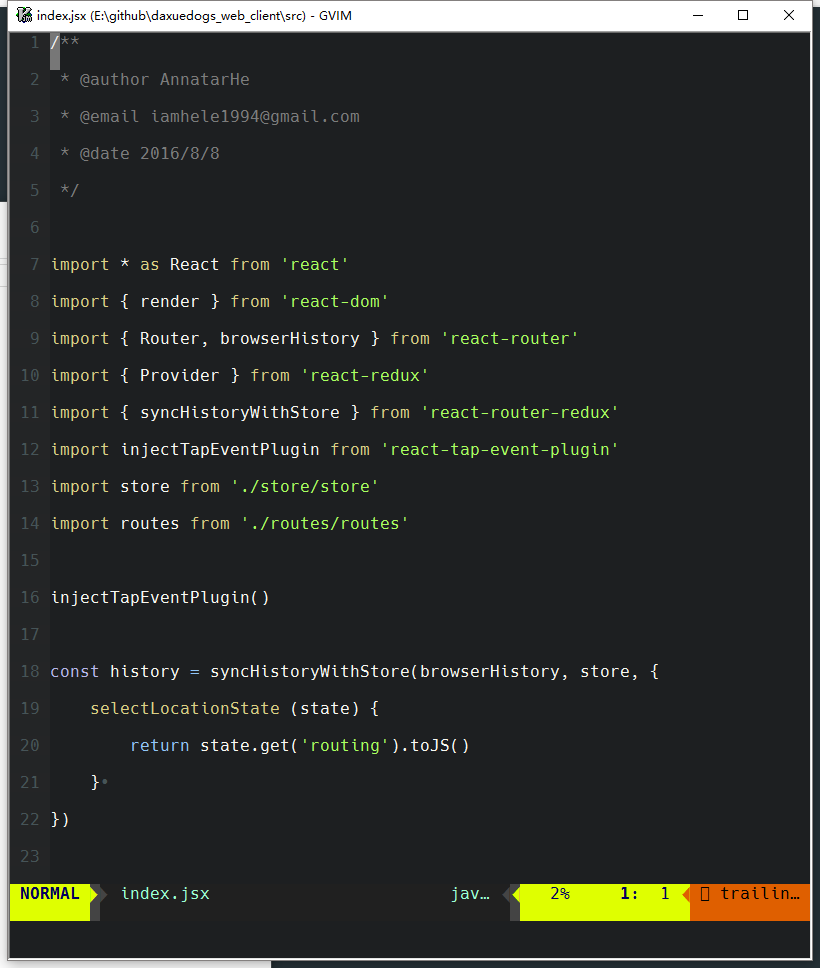 index.jsx (E:\github\daxuedogs_web_client\src) - GVIM
1 /**
2  * @author AnnatarHe
3  * @email iamhele1994@gmail.com
4  * @date 2016/8/8
5  */
6
7 import * as React from 'react'
8 import { render } from 'react-dom'
9 import { Router, browserHistory } from 'react-router'
10 import { Provider } from 'react-redux'
11 import { syncHistoryWithStore } from 'react-router-redux'
12 import injectTapEventPlugin from 'react-tap-event-plugin'
13 import store from './store/store'
14 import routes from './routes/routes'
15
16 injectTapEventPlugin()
17
18 const history = syncHistoryWithStore(browserHistory, store, {
19     selectLocationState (state) {
20         return state.get('routing').toJS()
21     }•
22 })
23
NORMAL index.jsx jav… 2% 1: 1 trailin…